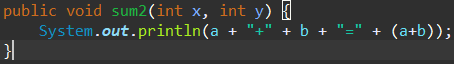 public void sum2(int x, int y) {
    System.out.println(a + "+" + b + "=" + (a+b));
}